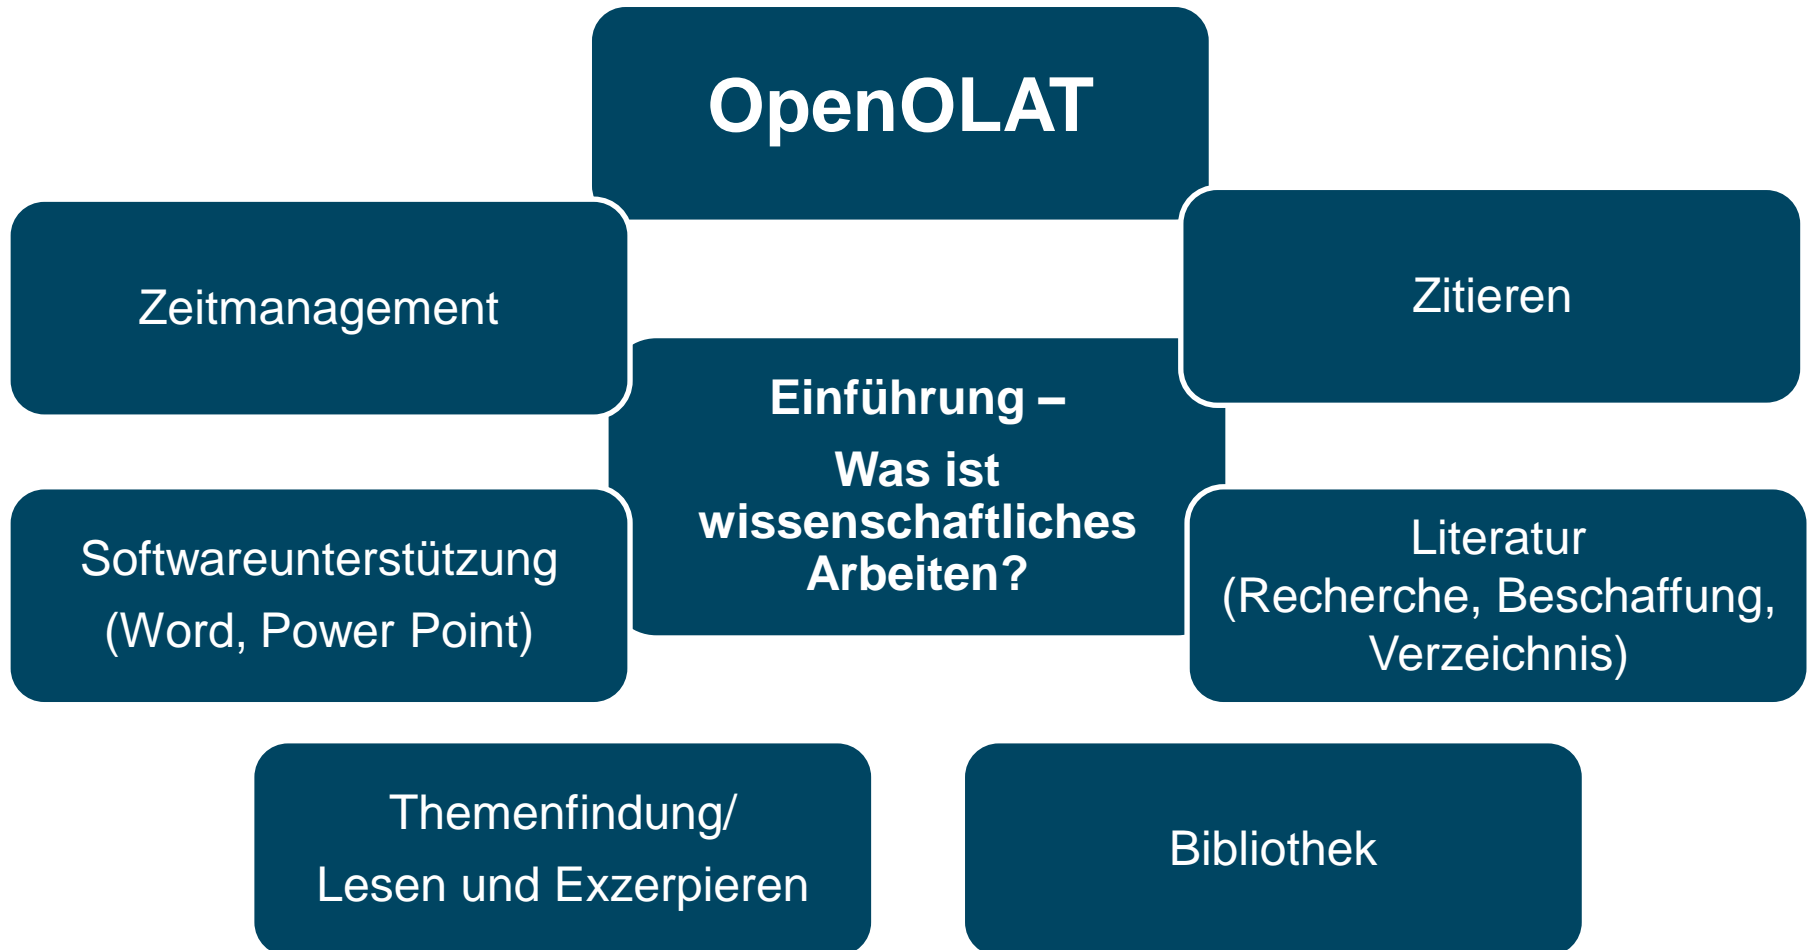 OpenOLAT
Zeitmanagement
Zitieren
Einführung –
Was ist
wissenschaftliches
Arbeiten?
Softwareunterstützung
(Word, Power Point)
Literatur
(Recherche, Beschaffung,
Verzeichnis)
Themenfindung/
Lesen und Exzerpieren
Bibliothek